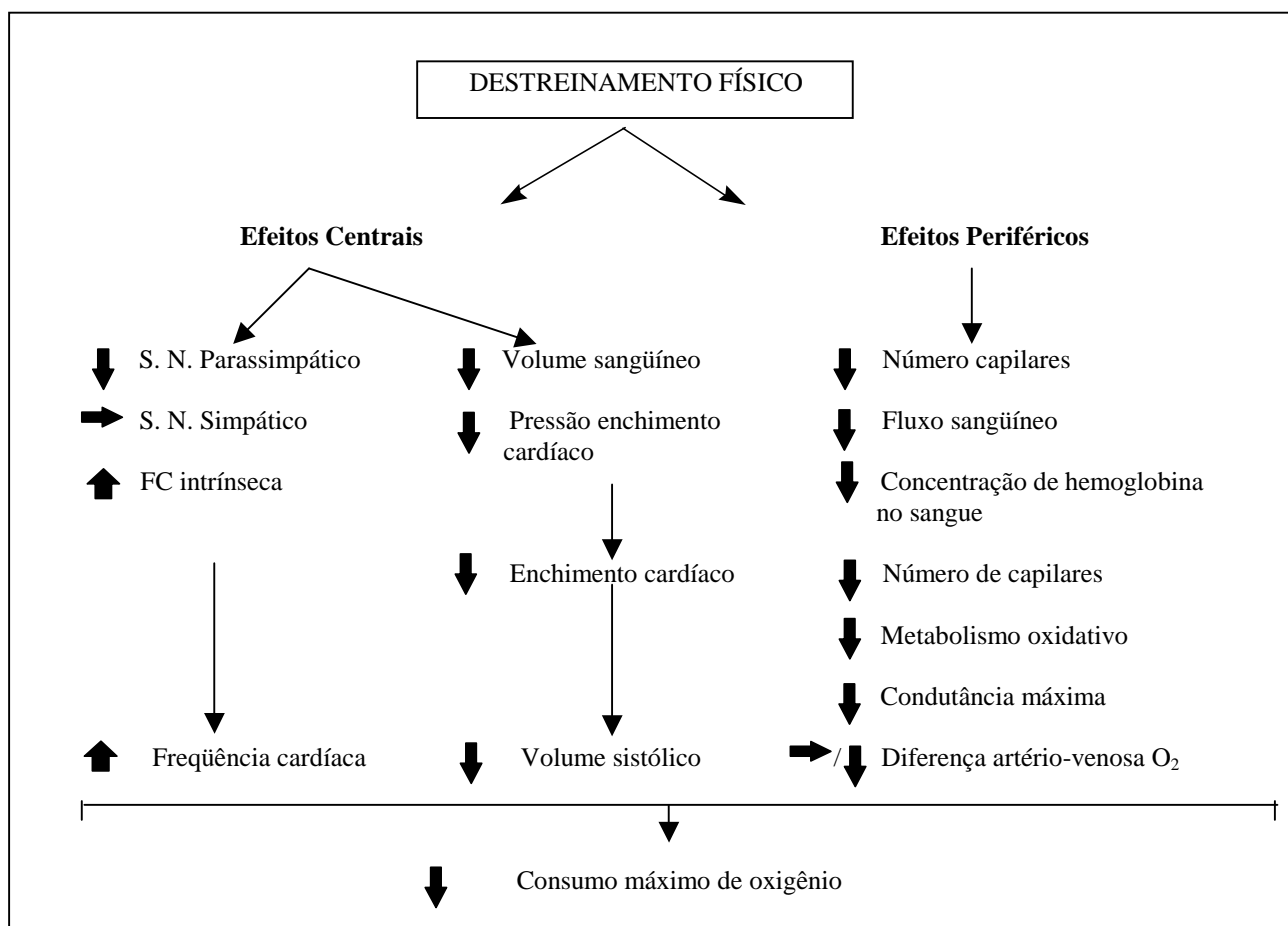 DESTREINAMENTO FÍSICO
Efeitos Centrais
Efeitos Periféricos
S. N. Parassimpático
S. N. Simpático
FC intrínseca
Freqüência cardíaca
Volume sangüíneo
Pressão enchimento
cardíaco
Enchimento cardíaco
Volume sistólico
Número capilares
Fluxo sangüíneo
Concentração de hemoglobina
no sangue
Número de capilares
Metabolismo oxidativo
Condutância máxima
/ Diferença artério-venosa O₂
Consumo máximo de oxigênio